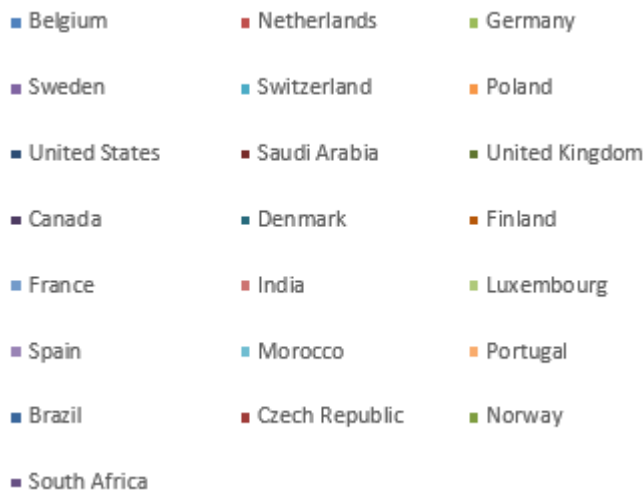 Belgium Netherlands Germany
Sweden Switzerland Poland
United States Saudi Arabia United Kingdom
Canada Denmark Finland
France India Luxembourg
Spain Morocco Portugal
Brazil Czech Republic Norway
South Africa